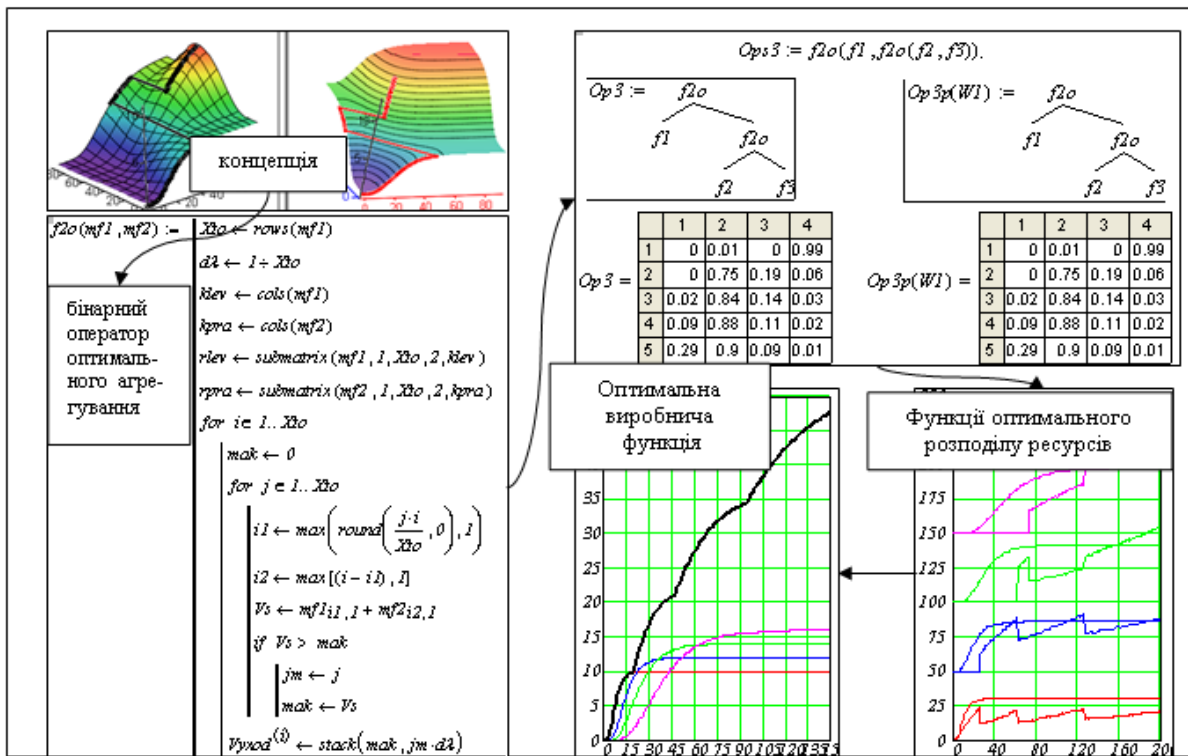 концепція
20
40
60
80
f2o(mf1,mf2) :=
Xto ← rows(mf1)
dλ ← 1 ÷ Xto
klev ← cols(mf1)
kpra ← cols(mf2)
rlev ← submatrix(mf1,1,Xto,2,klev)
rpra ← submatrix(mf2,1,Xto,2,kpra)
for i∈1..Xto
mak ← 0
for j∈1..Xto
i1 ← max(round(j·i/Xto,0),1)
i2 ← max[(i−i1),1]
Vs ← mf1i1,1 + mf2i2,1
if Vs > mak
jm ← j
mak ← Vs
Vyxod⟨i⟩ ← stack(mak,jm·dλ)
бінарний
оператор
оптималь-
ного агре-
гування
Ops3 := f2o(f1,f2o(f2,f3)).
Op3 := f2o
f1 f2o
f2 f3
Op3p(W1) := f2o
f1 f2o
f2 f3
Op3 =
1 2 3 4
1 0 0.01 0 0.99
2 0 0.75 0.19 0.06
3 0.02 0.84 0.14 0.03
4 0.09 0.88 0.11 0.02
5 0.29 0.9 0.09 0.01
Op3p(W1) =
1 2 3 4
1 0 0.01 0 0.99
2 0 0.75 0.19 0.06
3 0.02 0.84 0.14 0.03
4 0.09 0.88 0.11 0.02
5 0.29 0.9 0.09 0.01
Оптимальна
виробнича
функція
35
30
25
20
15
10
5
0
0 15 30 45 60 75 90 105
Функції оптимального
розподілу ресурсів
175
150
125
100
75
50
25
0
0 40 80 120 160 200